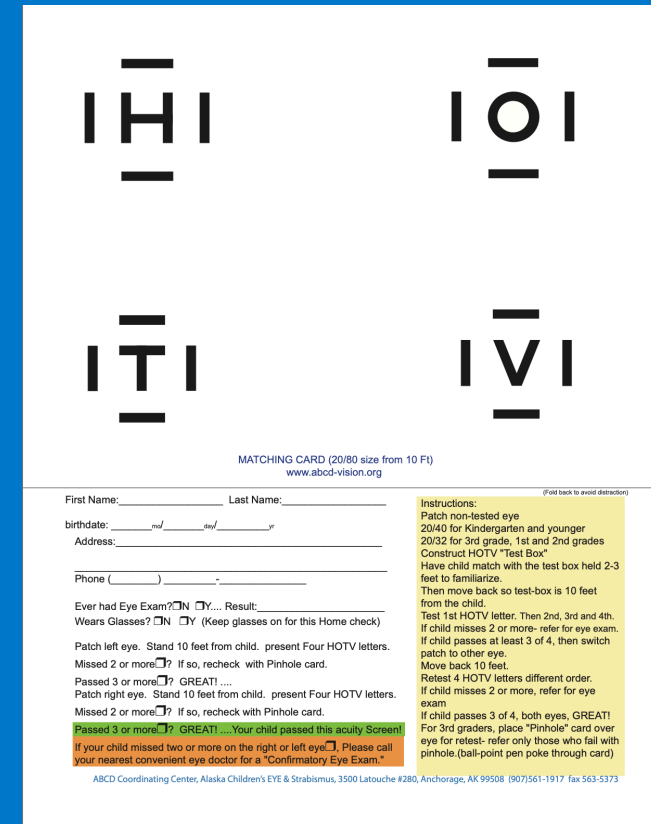 H O
T V
MATCHING CARD (20/80 size from 10 Ft)
www.abcd-vision.org
(Fold back to avoid distraction)
First Name:___________________ Last Name:___________________
birthdate: _______mo/_______day/_______yr
Address:________________________________________________
________________________________________________________
Phone (________) _________-________________
Ever had Eye Exam?❒N ❒Y.... Result:_______________________
Wears Glasses? ❒N ❒Y (Keep glasses on for this Home check)
Patch left eye. Stand 10 feet from child. present Four HOTV letters.
Missed 2 or more❒? If so, recheck with Pinhole card.
Passed 3 or more❒? GREAT! ....
Patch right eye. Stand 10 feet from child. present Four HOTV letters.
Missed 2 or more❒? If so, recheck with Pinhole card.
Passed 3 or more❒? GREAT! ....Your child passed this acuity Screen!
If your child missed two or more on the right or left eye❒, Please call
your nearest convenient eye doctor for a "Confirmatory Eye Exam."
Instructions:
Patch non-tested eye
20/40 for Kindergarten and younger
20/32 for 3rd grade, 1st and 2nd grades
Construct HOTV "Test Box"
Have child match with the test box held 2-3
feet to familiarize.
Then move back so test-box is 10 feet
from the child.
Test 1st HOTV letter. Then 2nd, 3rd and 4th.
If child misses 2 or more- refer for eye exam.
If child passes at least 3 of 4, then switch
patch to other eye.
Move back 10 feet.
Retest 4 HOTV letters different order.
If child misses 2 or more, refer for eye
exam
If child passes 3 of 4, both eyes, GREAT!
For 3rd graders, place "Pinhole" card over
eye for retest- refer only those who fail with
pinhole.(ball-point pen poke through card)
ABCD Coordinating Center, Alaska Children's EYE & Strabismus, 3500 Latouche #280, Anchorage, AK 99508 (907)561-1917 fax 563-5373